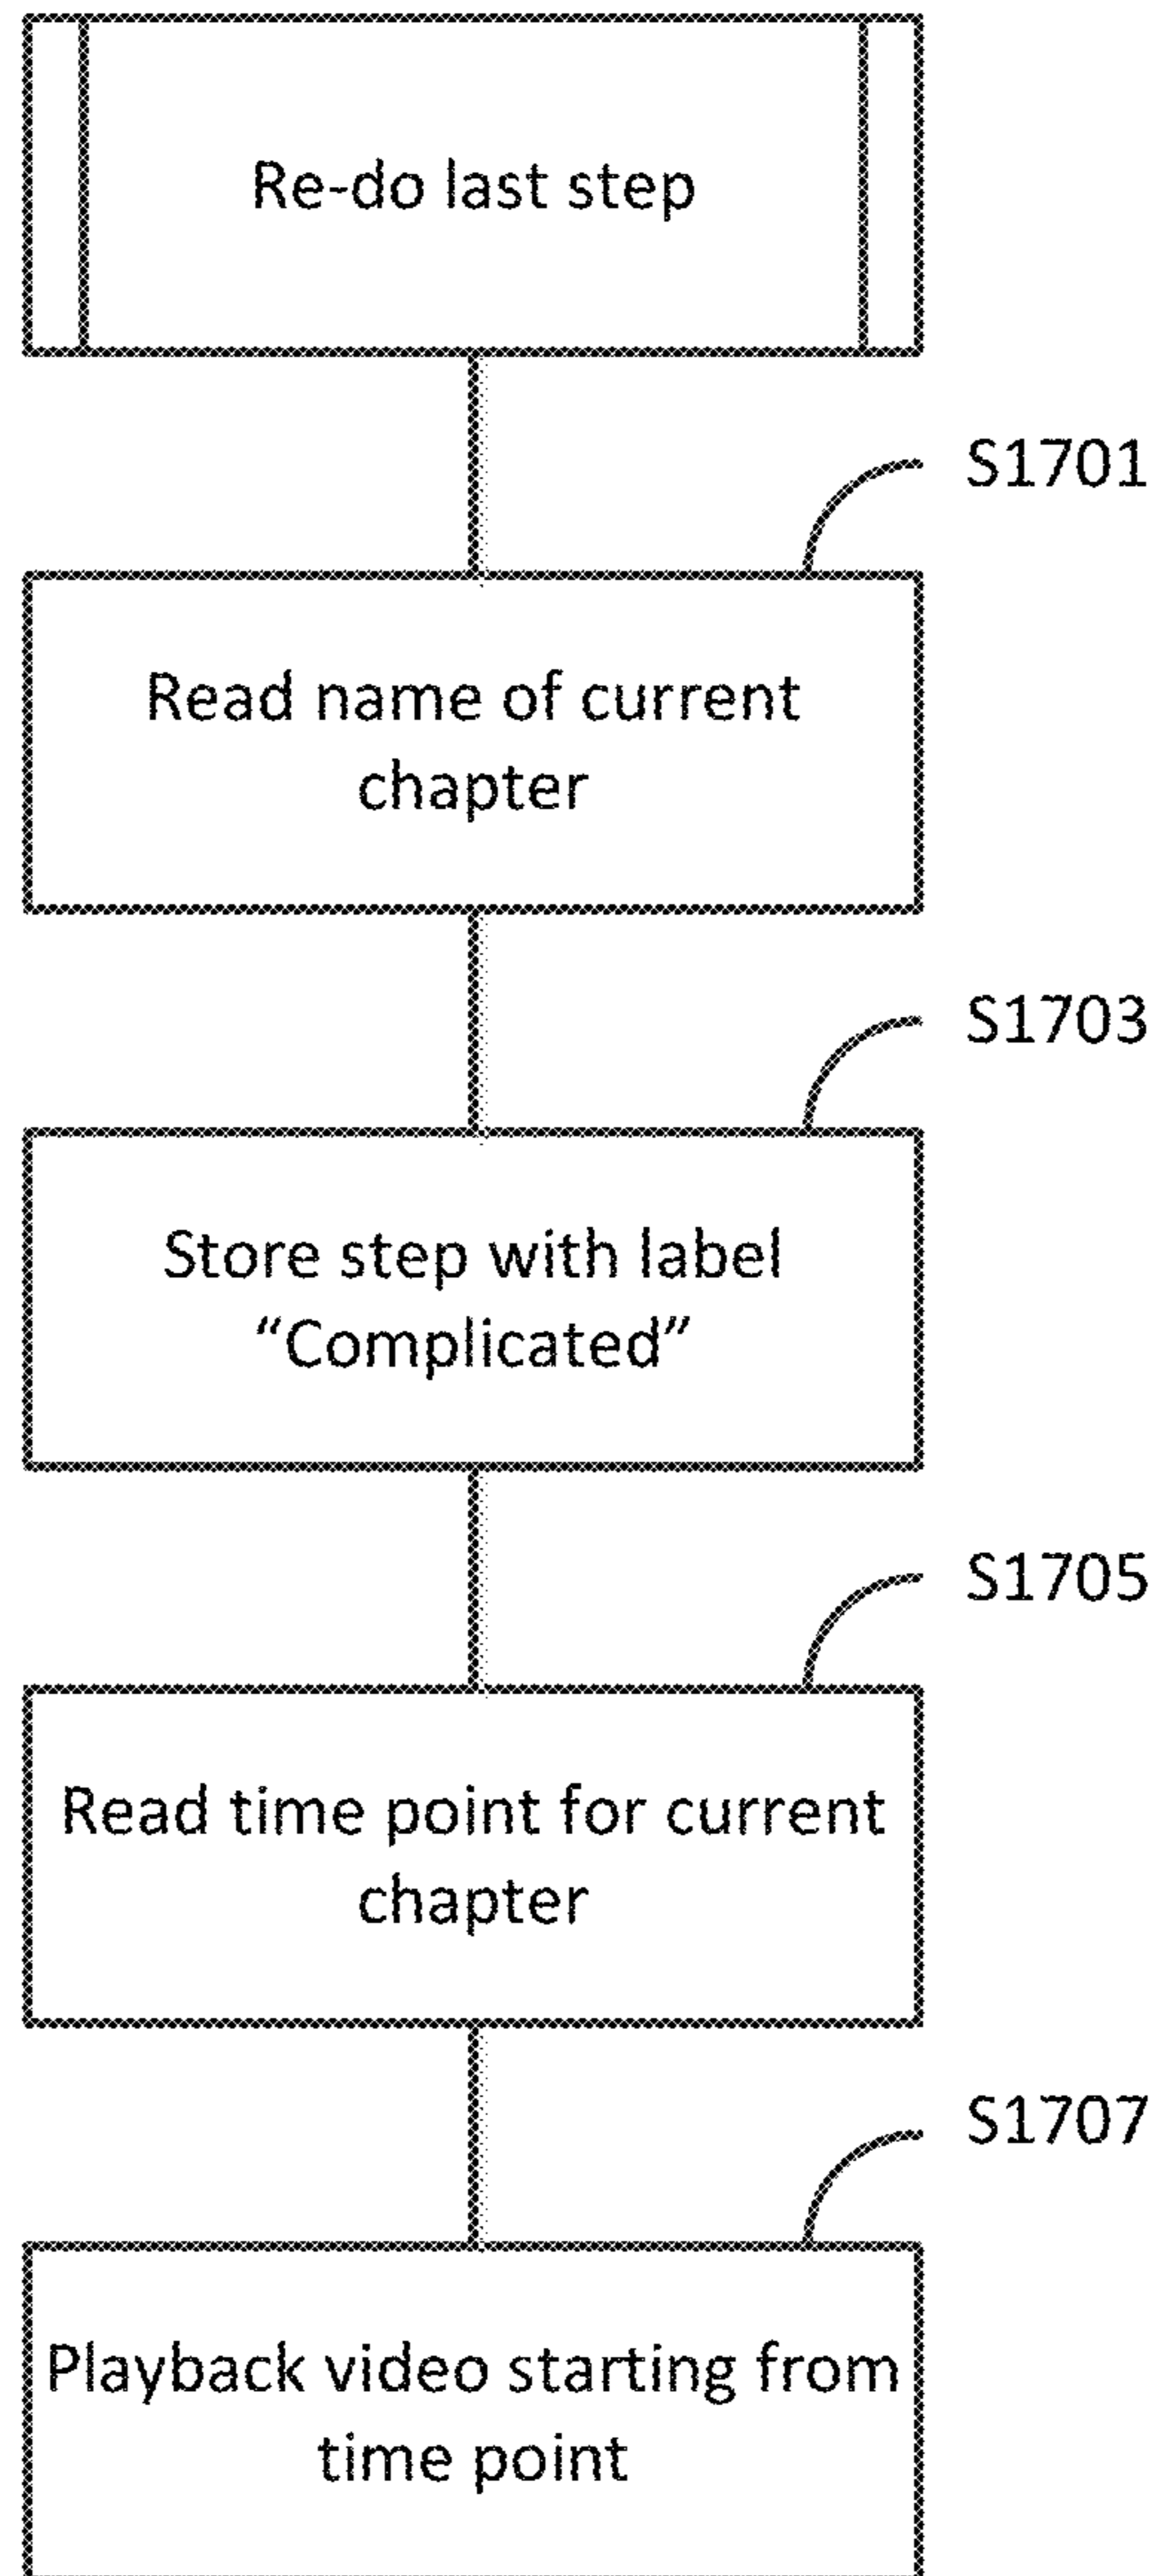 Re-do last step
S1701
Read name of current
chapter
S1703
Store step with label
“Complicated”
S1705
Read time point for current
chapter
S1707
Playback video starting from
time point